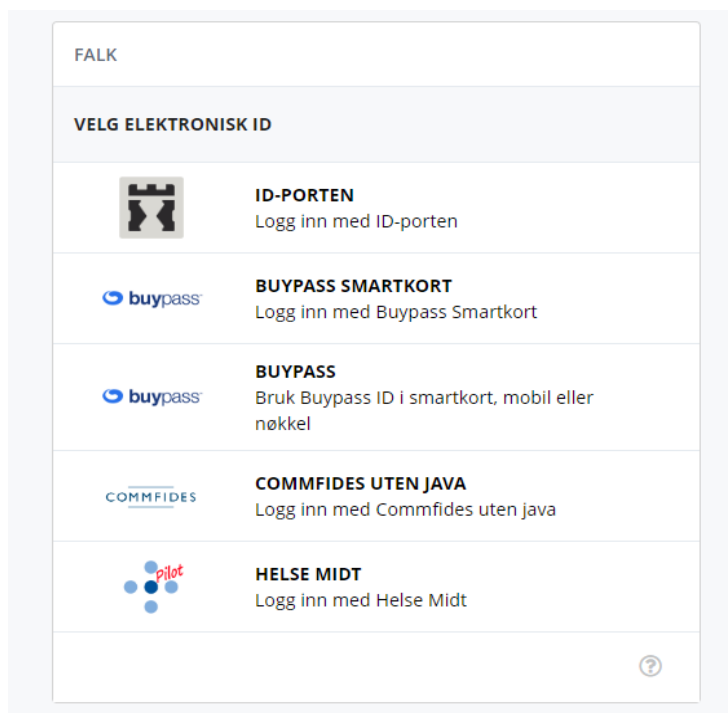 FALK
VELG ELEKTRONISK ID
ID-PORTEN
Logg inn med ID-porten
buypass
BUYPASS SMARTKORT
Logg inn med Buypass Smartkort
buypass
BUYPASS
Bruk Buypass ID i smartkort, mobil eller
nøkkel
COMMFIDES
COMMFIDES UTEN JAVA
Logg inn med Commfides uten java
Pilot
HELSE MIDT
Logg inn med Helse Midt
?